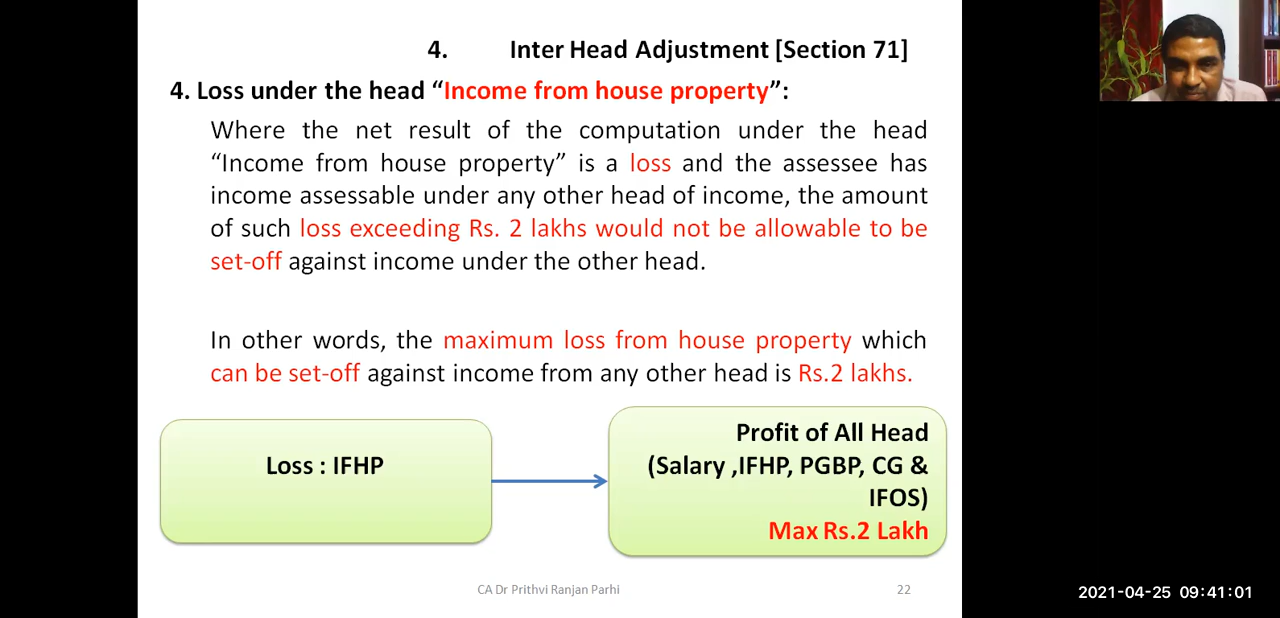 4. Inter Head Adjustment [Section 71]
4. Loss under the head “Income from house property”:
Where the net result of the computation under the head
“Income from house property” is a loss and the assessee has
income assessable under any other head of income, the amount
of such loss exceeding Rs. 2 lakhs would not be allowable to be
set-off against income under the other head.
In other words, the maximum loss from house property which
can be set-off against income from any other head is Rs.2 lakhs.
Loss : IFHP
Profit of All Head
(Salary ,IFHP, PGBP, CG &
IFOS)
Max Rs.2 Lakh
CA Dr Prithvi Ranjan Parhi
22
2021-04-25 09:41:01